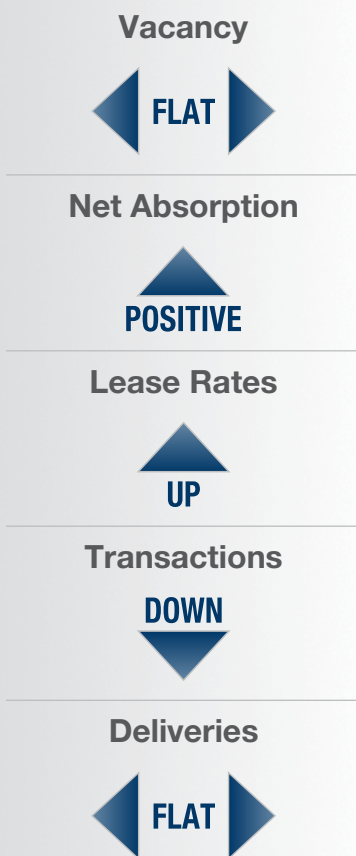 Vacancy
FLAT
Net Absorption
POSITIVE
Lease Rates
UP
Transactions
DOWN
Deliveries
FLAT